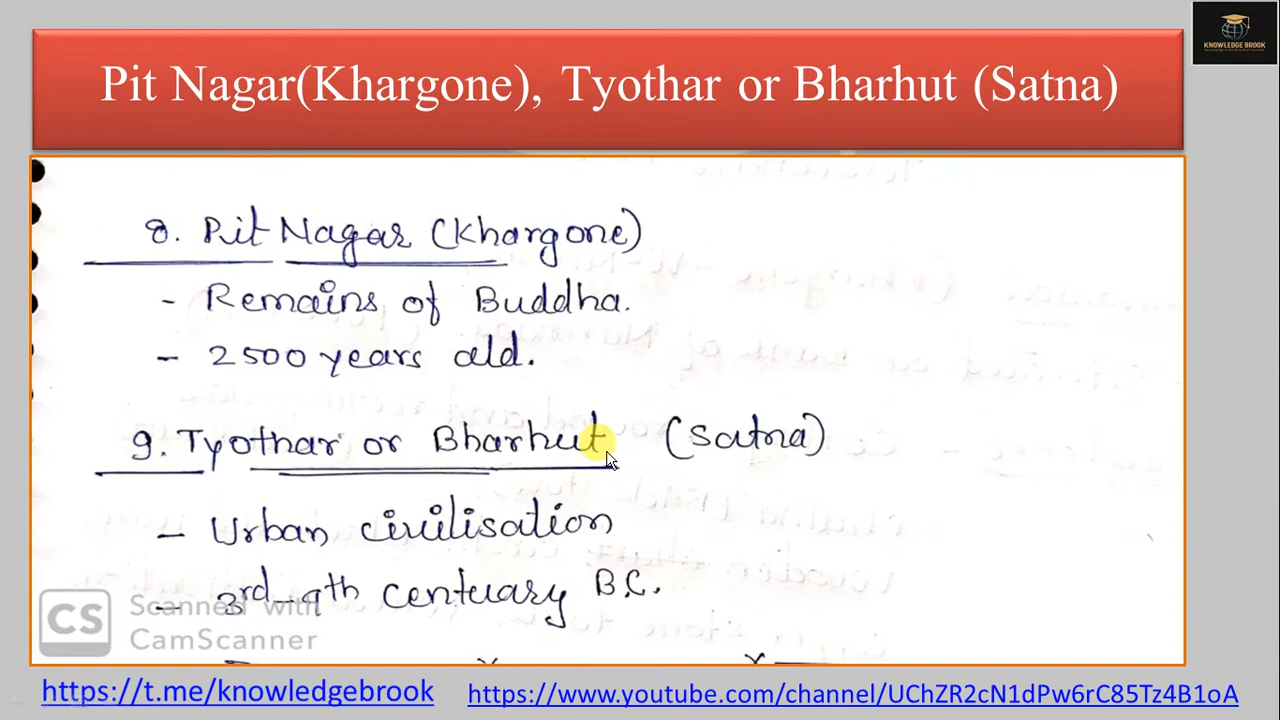 KNOWLEDGE BROOK
Pit Nagar(Khargone), Tyothar or Bharhut (Satna)
8. Pit Nagar (Khargone)
- Remains of Buddha.
- 2500 years old.
9. Tyothar or Bharhut (Satna)
- Urban civilisation
- 3rd-9th centuary B.C.
CS Scanned with
CamScanner
https://t.me/knowledgebrook
https://www.youtube.com/channel/UChZR2cN1dPw6rC85Tz4B1oA